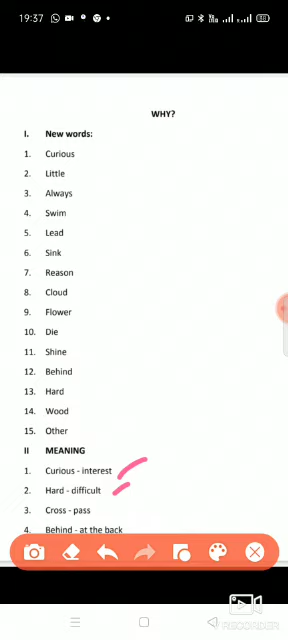 19:37
WHY?
I. New words:
1. Curious
2. Little
3. Always
4. Swim
5. Lead
6. Sink
7. Reason
8. Cloud
9. Flower
10. Die
11. Shine
12. Behind
13. Hard
14. Wood
15. Other
II MEANING
1. Curious - interest
2. Hard - difficult
3. Cross - pass
4. Behind - at the back
RECORDER